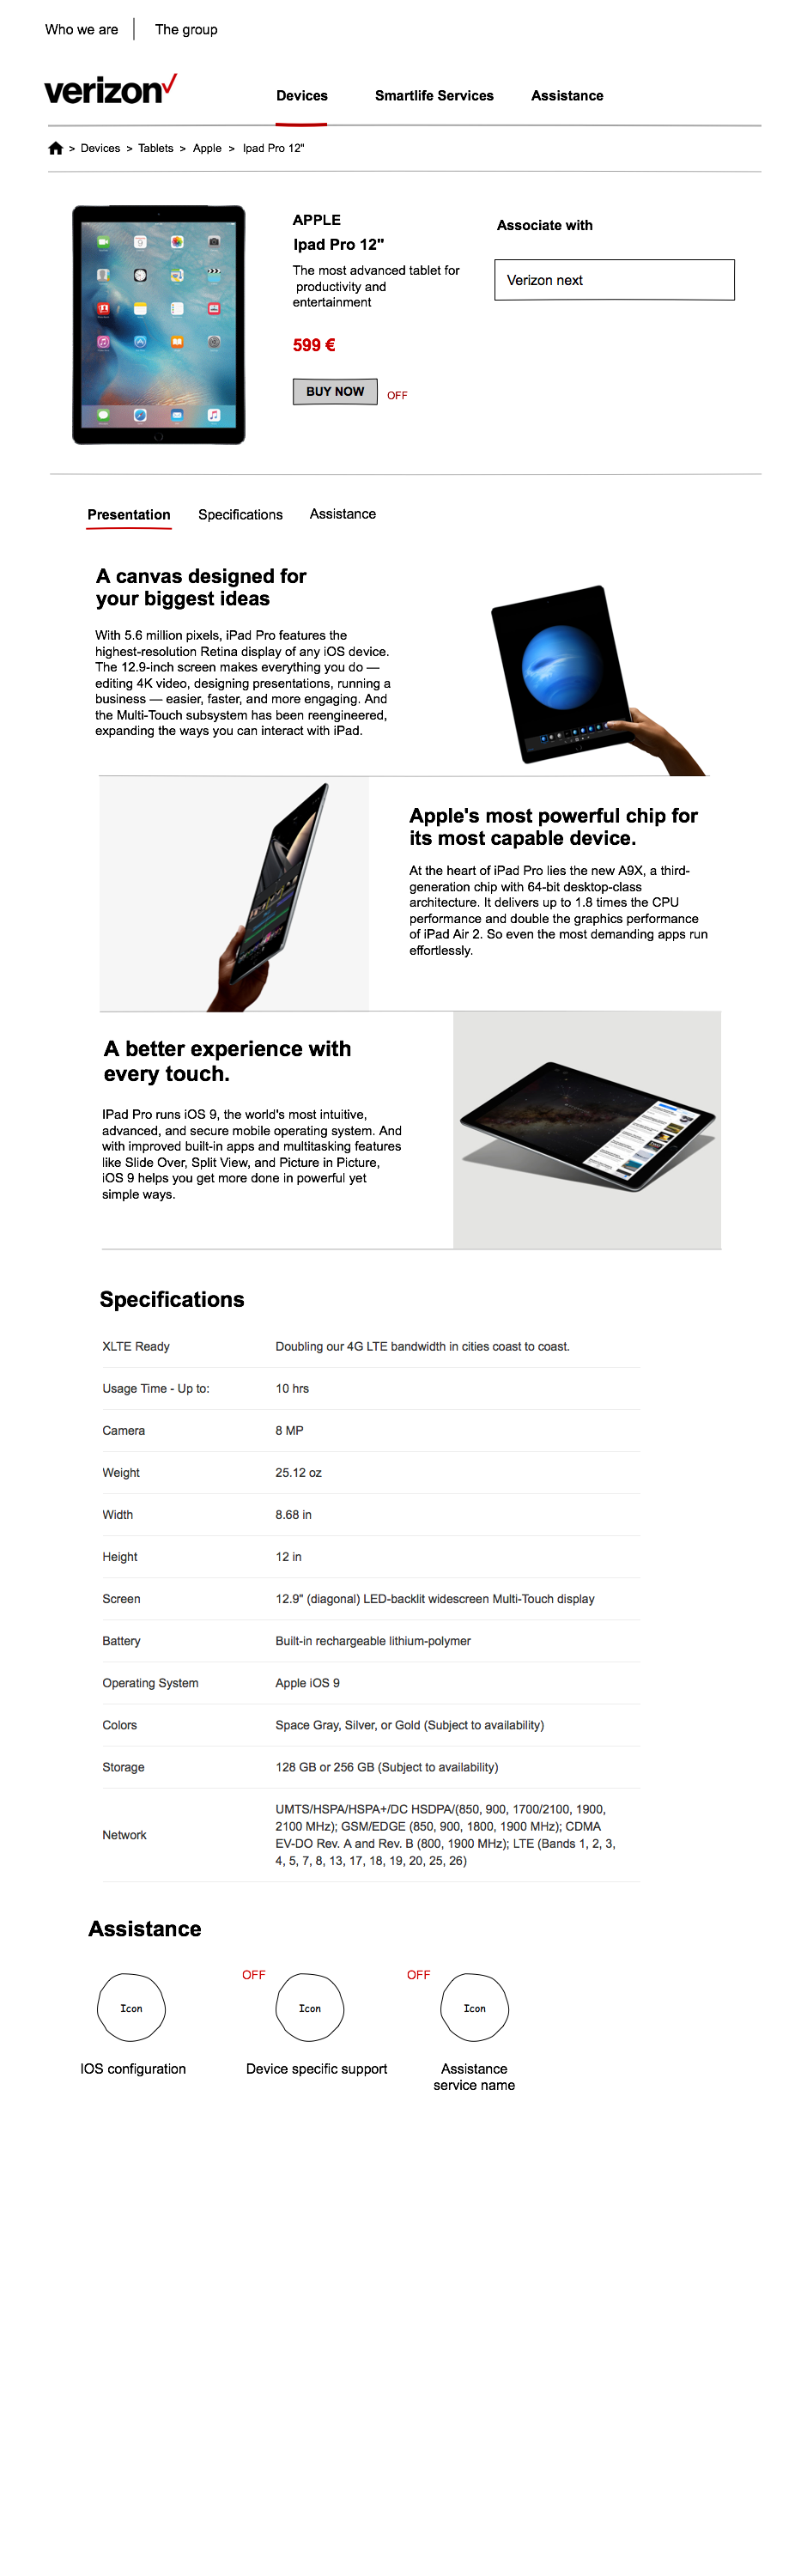 Who we are
The group
verizon
Devices
Smartlife Services
Assistance
> Devices > Tablets > Apple > Ipad Pro 12"
APPLE
Ipad Pro 12"
The most advanced tablet for
productivity and
entertainment
599 €
BUY NOW
OFF
Associate with
Verizon next
Presentation
Specifications
Assistance
A canvas designed for
your biggest ideas
With 5.6 million pixels, iPad Pro features the
highest-resolution Retina display of any iOS device.
The 12.9-inch screen makes everything you do —
editing 4K video, designing presentations, running a
business — easier, faster, and more engaging. And
the Multi-Touch subsystem has been reengineered,
expanding the ways you can interact with iPad.
Apple's most powerful chip for
its most capable device.
At the heart of iPad Pro lies the new A9X, a third-
generation chip with 64-bit desktop-class
architecture. It delivers up to 1.8 times the CPU
performance and double the graphics performance
of iPad Air 2. So even the most demanding apps run
effortlessly.
A better experience with
every touch.
IPad Pro runs iOS 9, the world's most intuitive,
advanced, and secure mobile operating system. And
with improved built-in apps and multitasking features
like Slide Over, Split View, and Picture in Picture,
iOS 9 helps you get more done in powerful yet
simple ways.
Specifications
XLTE Ready
Doubling our 4G LTE bandwidth in cities coast to coast.
Usage Time - Up to:
10 hrs
Camera
8 MP
Weight
25.12 oz
Width
8.68 in
Height
12 in
Screen
12.9" (diagonal) LED-backlit widescreen Multi-Touch display
Battery
Built-in rechargeable lithium-polymer
Operating System
Apple iOS 9
Colors
Space Gray, Silver, or Gold (Subject to availability)
Storage
128 GB or 256 GB (Subject to availability)
Network
UMTS/HSPA/HSPA+/DC HSDPA/(850, 900, 1700/2100, 1900,
2100 MHz); GSM/EDGE (850, 900, 1800, 1900 MHz); CDMA
EV-DO Rev. A and Rev. B (800, 1900 MHz); LTE (Bands 1, 2, 3,
4, 5, 7, 8, 13, 17, 18, 19, 20, 25, 26)
Assistance
Icon
IOS configuration
OFF
Icon
Device specific support
OFF
Icon
Assistance
service name